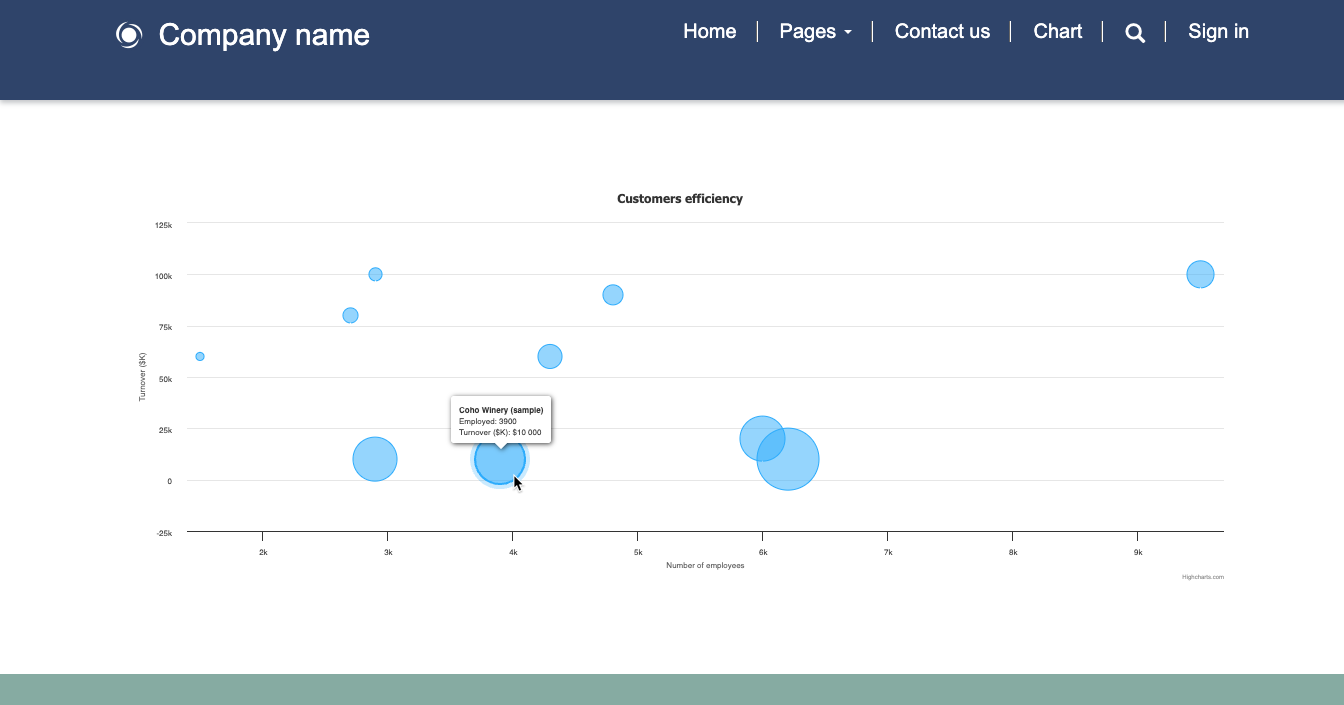 Company name
Home
Pages
Contact us
Chart
Sign in
Customers efficiency
125k
100k
75k
50k
25k
0
-25k
Turnover ($K)
Coho Winery (sample)
Employed: 3900
Turnover ($K): $10 000
2k
3k
4k
5k
6k
7k
8k
9k
Number of employees
Highcharts.com